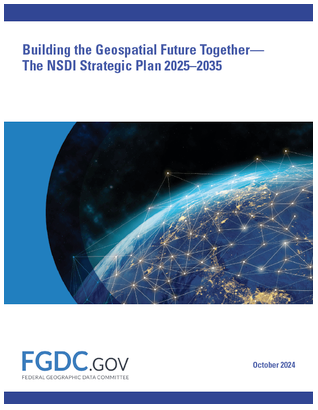 Building the Geospatial Future Together—
The NSDI Strategic Plan 2025–2035
FGDC.GOV
FEDERAL GEOGRAPHIC DATA COMMITTEE
October 2024